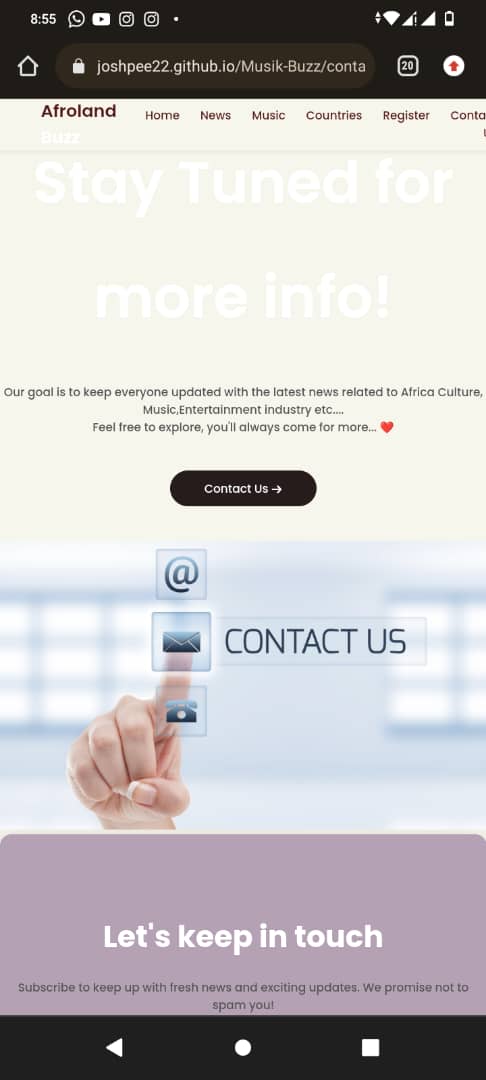 8:55
joshpee22.github.io/Musik-Buzz/conta
20
Afroland
Buzz
Home News Music Countries Register Conta
Stay Tuned for
more info!
Our goal is to keep everyone updated with the latest news related to Africa Culture,
Music,Entertainment industry etc....
Feel free to explore, you'll always come for more... ❤️
Contact Us →
@
CONTACT US
Let's keep in touch
Subscribe to keep up with fresh news and exciting updates. We promise not to
spam you!